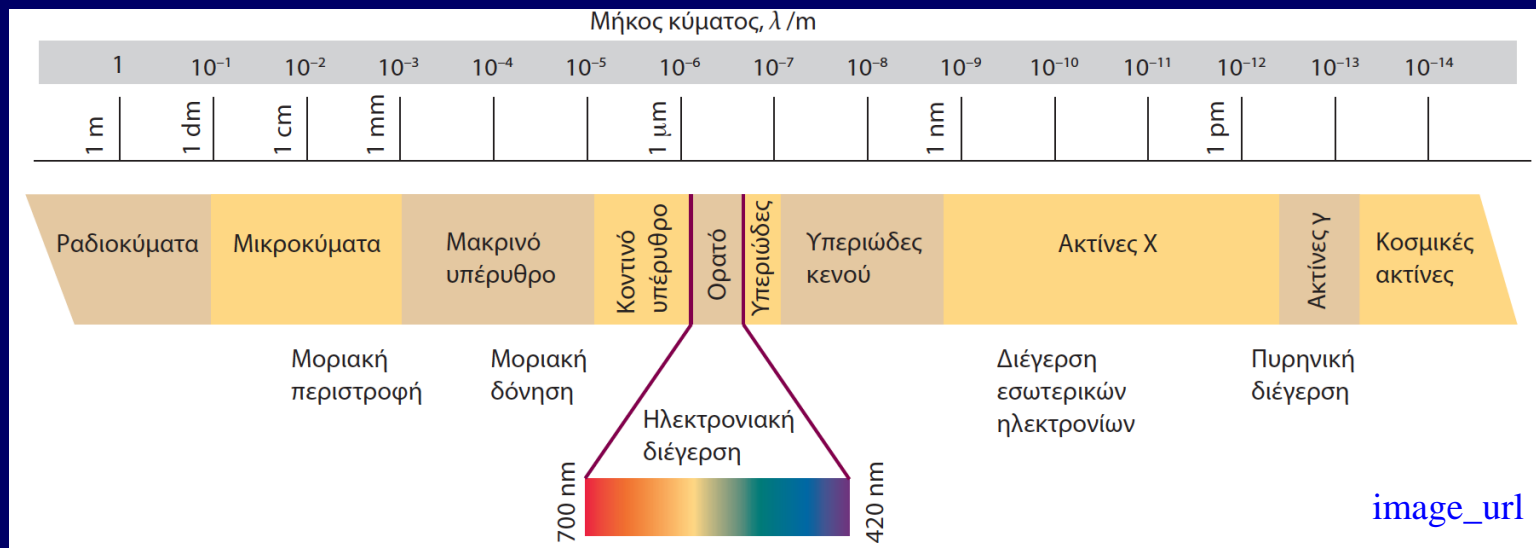 Μήκος κύματος, λ /m
1 10⁻¹ 10⁻² 10⁻³ 10⁻⁴ 10⁻⁵ 10⁻⁶ 10⁻⁷ 10⁻⁸ 10⁻⁹ 10⁻¹⁰ 10⁻¹¹ 10⁻¹² 10⁻¹³ 10⁻¹⁴
1 m
1 dm
1 cm
1 mm
1 μm
1 nm
1 pm
Ραδιοκύματα
Μικροκύματα
Μακρινό
υπέρυθρο
Κοντινό
υπέρυθρο
Ορατό
Υπεριώδες
Υπεριώδες
κενού
Ακτίνες Χ
Ακτίνες γ
Κοσμικές
ακτίνες
Μοριακή
περιστροφή
Μοριακή
δόνηση
Ηλεκτρονιακή
διέγερση
Διέγερση
εσωτερικών
ηλεκτρονίων
Πυρηνική
διέγερση
700 nm
420 nm
image_url